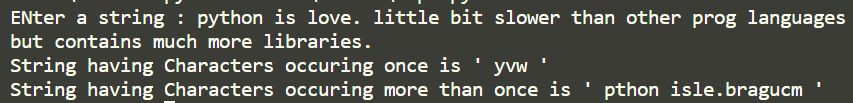 ENter a string : python is love. little bit slower than other prog languages
but contains much more libraries.
String having Characters occuring once is ' yvw '
String having Characters occuring more than once is ' pthon isle.bragucm '